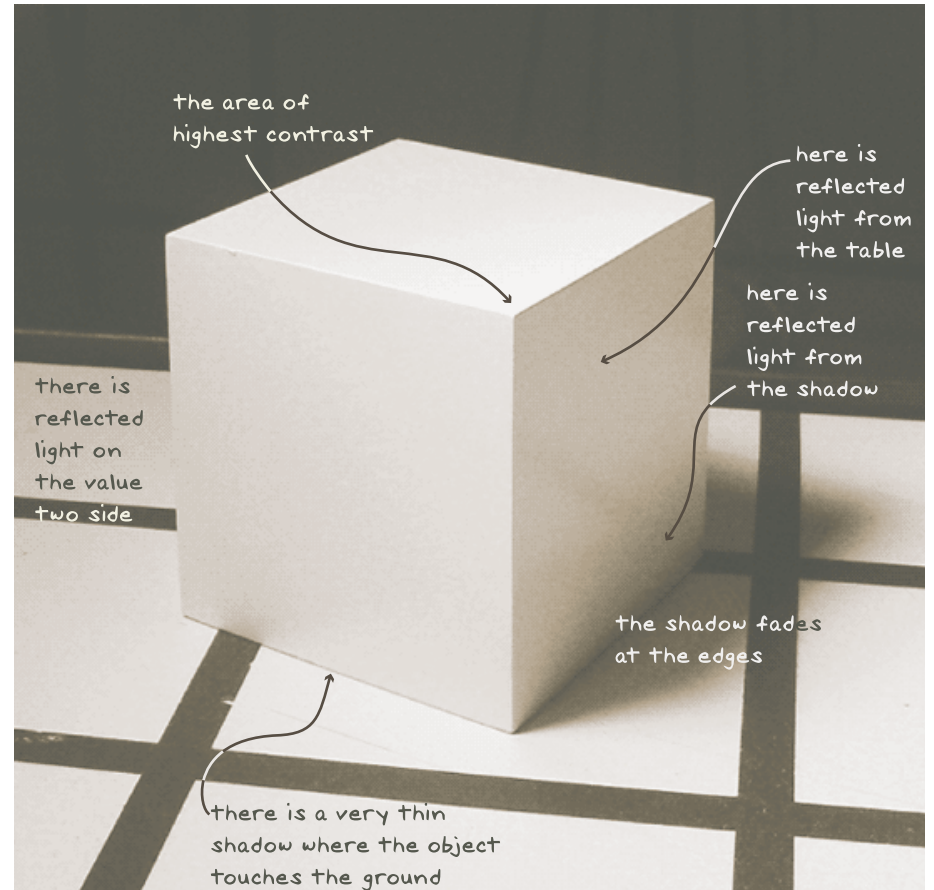 the area of
highest contrast
here is
reflected
light from
the table
here is
reflected
light from
the shadow
there is
reflected
light on
the value
two side
the shadow fades
at the edges
there is a very thin
shadow where the object
touches the ground